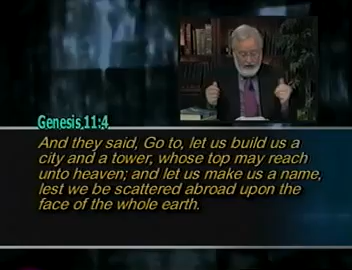 Genesis 11:4
And they said, Go to, let us build us a
city and a tower, whose top may reach
unto heaven; and let us make us a name,
lest we be scattered abroad upon the
face of the whole earth.